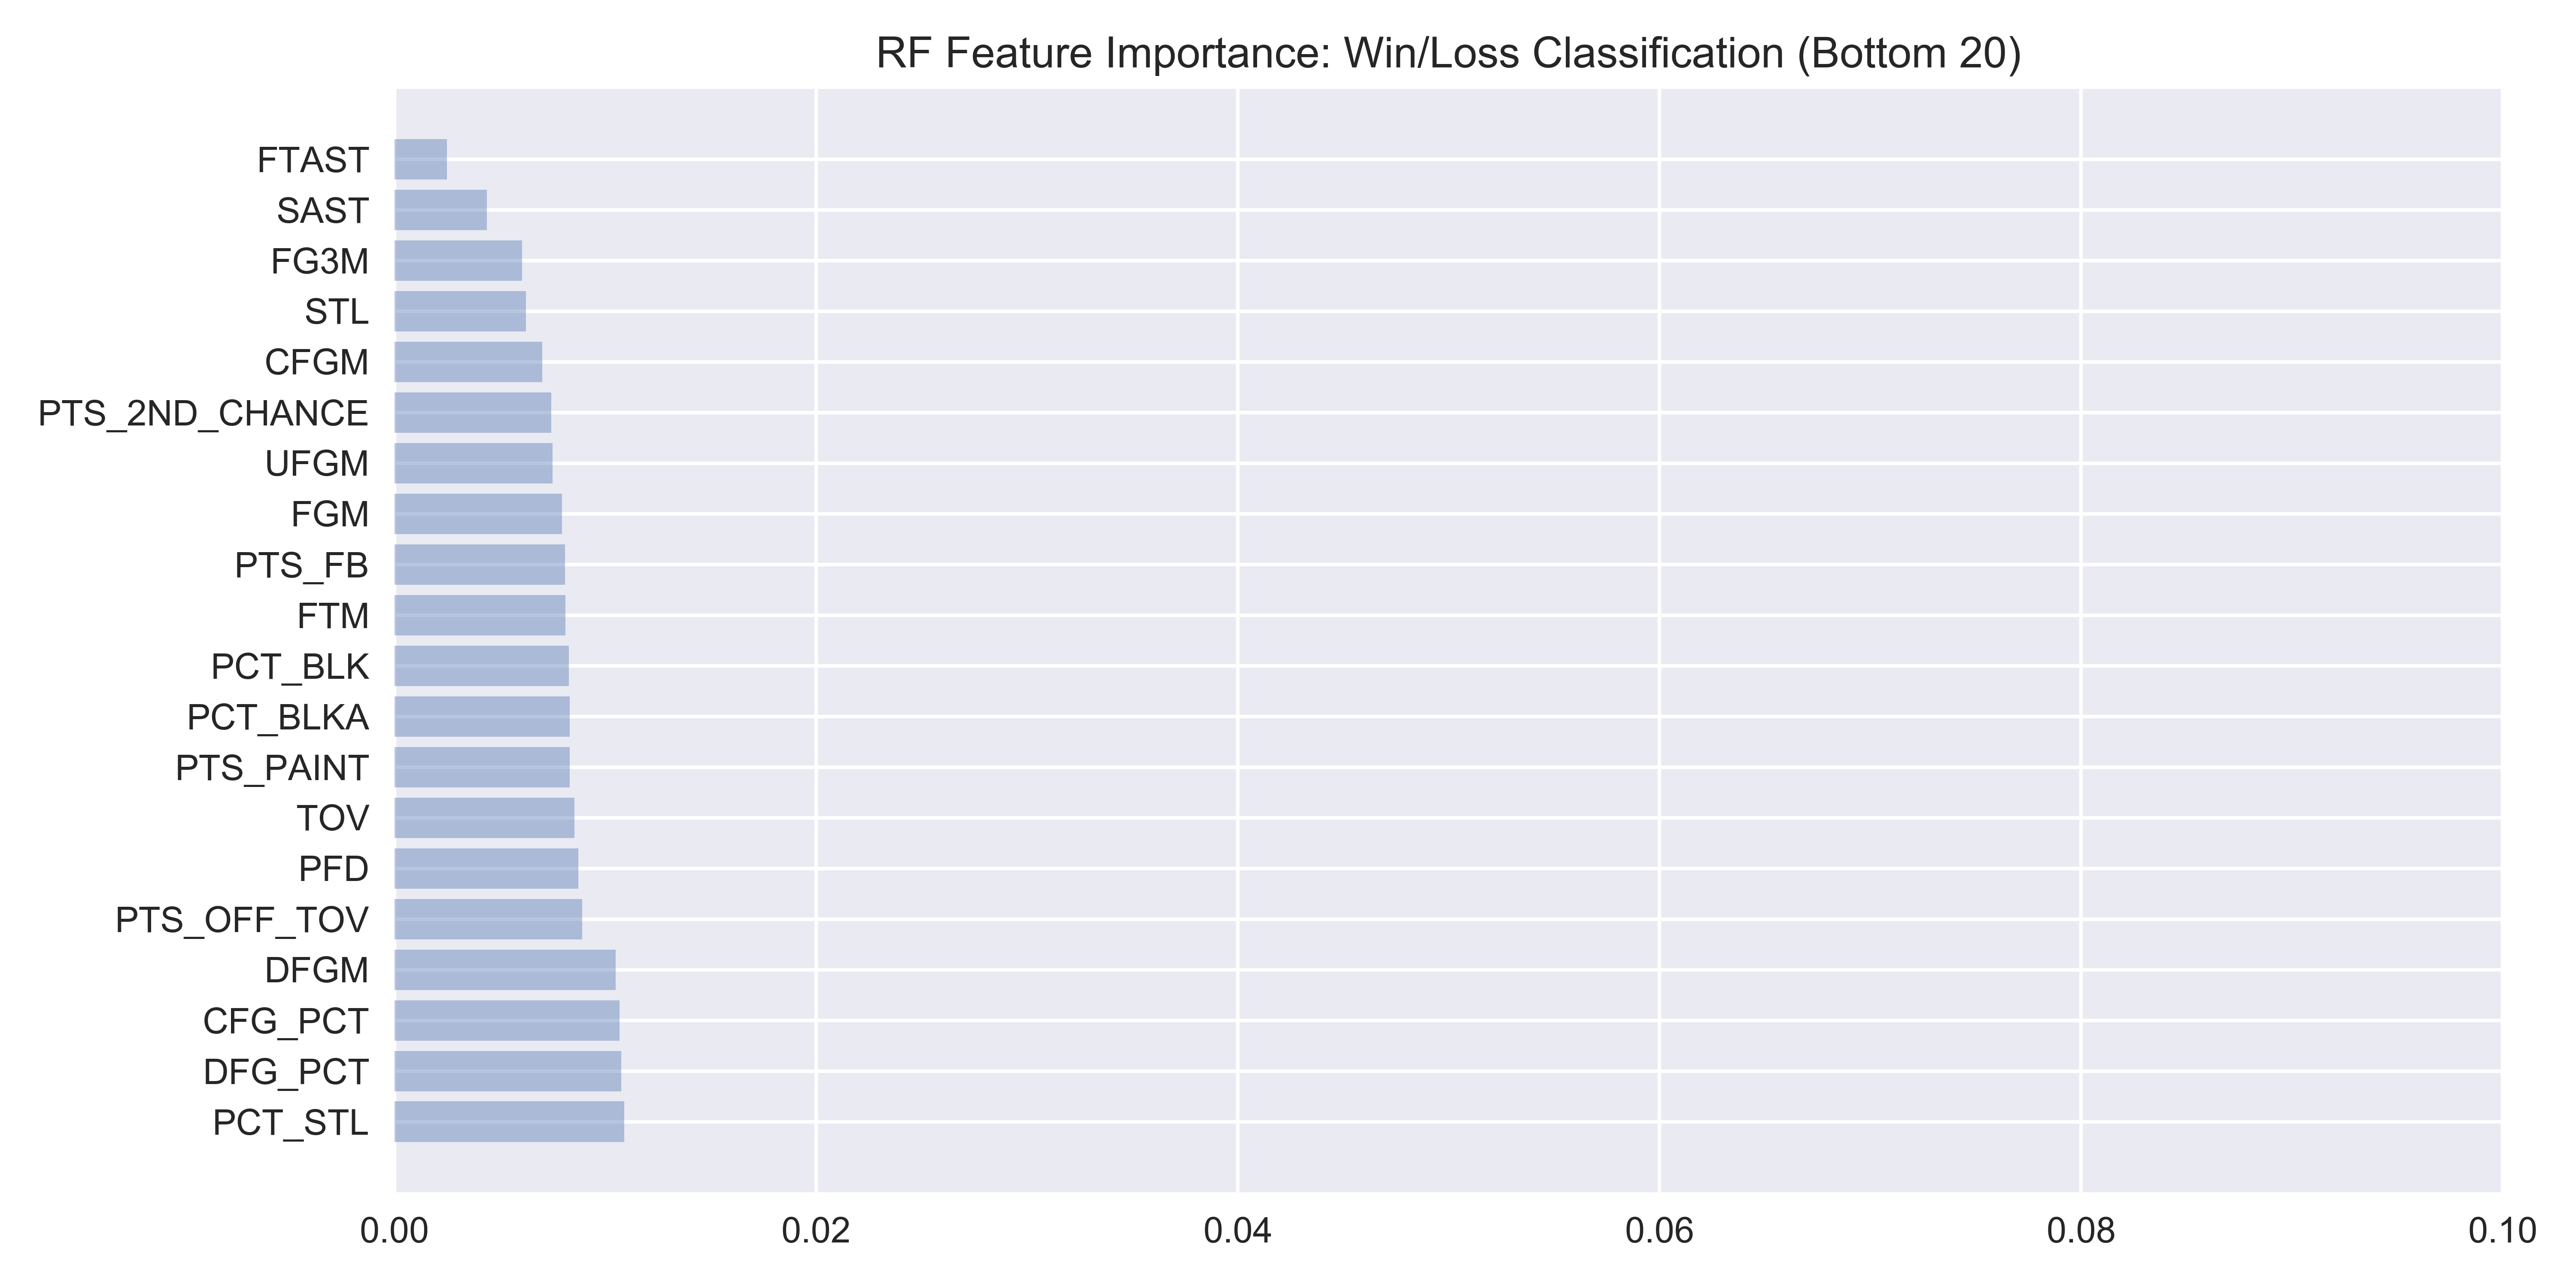 RF Feature Importance: Win/Loss Classification (Bottom 20)
FTAST
SAST
FG3M
STL
CFGM
PTS_2ND_CHANCE
UFGM
FGM
PTS_FB
FTM
PCT_BLK
PCT_BLKA
PTS_PAINT
TOV
PFD
PTS_OFF_TOV
DFGM
CFG_PCT
DFG_PCT
PCT_STL
0.00 0.02 0.04 0.06 0.08 0.10